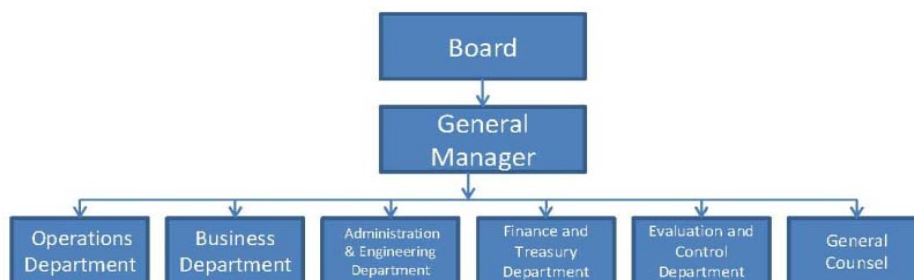 Board
General
Manager
Operations
Department
Business
Department
Administration
& Engineering
Department
Finance and
Treasury
Department
Evaluation and
Control
Department
General
Counsel